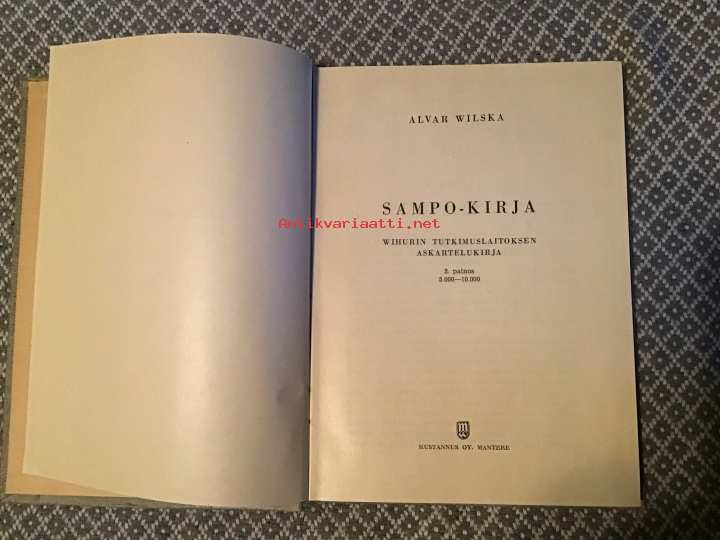 ALVAR WILSKA
SAMPO-KIRJA
Antikvariaatti.net
WIHURIN TUTKIMUSLAITOKSEN
ASKARTELUKIRJA
2. painos
5.000—10.000
KUSTANNUS OY. MANTERE